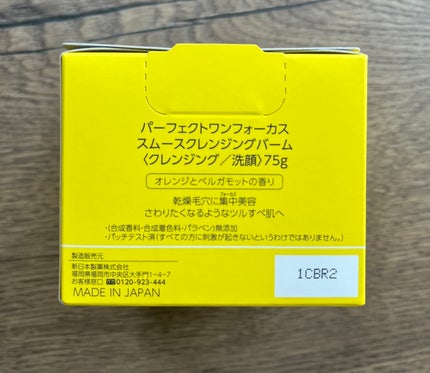 パーフェクトワンフォーカス
スムースクレンジングバーム
〈クレンジング/洗顔〉75g
オレンジとベルガモットの香り
フォーカス
乾燥毛穴に集中美容
さわりたくなるようなツルすべ肌へ
・(合成香料・合成着色料・パラベン)無添加
・パッチテスト済(すべての方に刺激が起きないというわけではありません。)
製造販売元
新日本製薬株式会社
福岡県福岡市中央区大手門1-4-7
お客様窓口 0120-923-444
MADE IN JAPAN
1CBR2